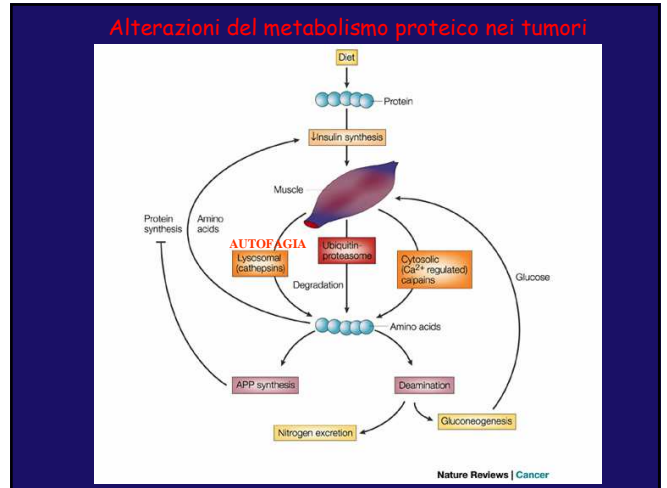 Alterazioni del metabolismo proteico nei tumori
Diet
Protein
↓Insulin synthesis
Muscle
Protein
synthesis
Amino
acids
AUTOFAGIA
Lysosomal
(cathepsins)
Ubiquitin-
proteasome
Cytosolic
(Ca2+ regulated)
calpains
Glucose
Degradation
Amino acids
APP synthesis
Deamination
Nitrogen excretion
Gluconeogenesis
Nature Reviews | Cancer